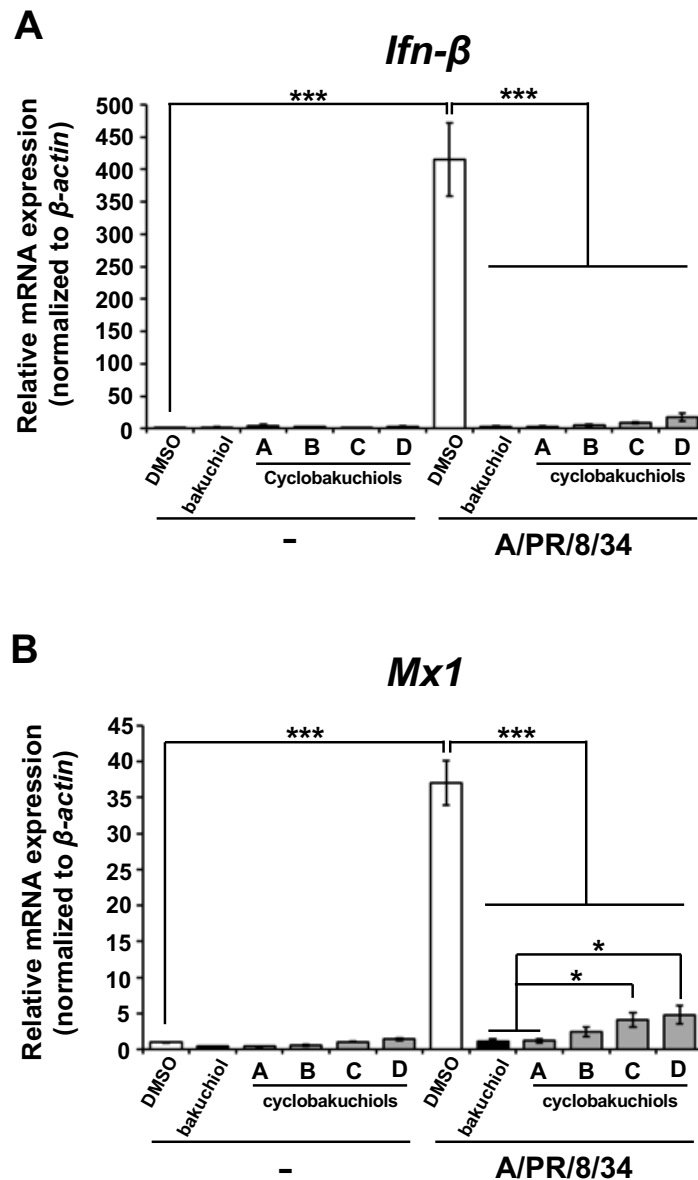 A
Ifn-β
Relative mRNA expression
(normalized to β-actin)
500
450
400
350
300
250
200
150
100
50
0
*** ***
DMSO bakuchiol A B C D DMSO bakuchiol A B C D
Cyclobakuchiols cyclobakuchiols
- A/PR/8/34
B
Mx1
Relative mRNA expression
(normalized to β-actin)
45
40
35
30
25
20
15
10
5
0
*** ***
*
*
DMSO bakuchiol A B C D DMSO bakuchiol A B C D
cyclobakuchiols cyclobakuchiols
- A/PR/8/34